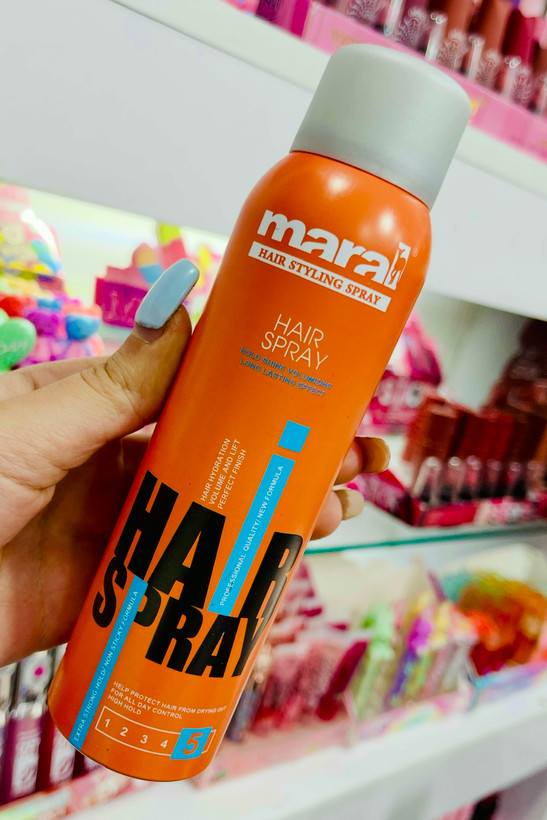 maral
®
HAIR STYLING SPRAY
HAIR
SPRAY
HOLD SHINE VOLUMIZING
LONG LASTING EFFECT
HAIR HYDRATION
VOLUME AND LIFT
PERFECT FINISH
PROFESSIONAL QUALITY/ NEW FORMULA
HAiR
SPRAY
EXTRA STRONG HOLD/ NON STICKY FORMULA
HELP PROTECT HAIR FROM DRYING OUT
FOR ALL DAY CONTROL
HIGH HOLD
1 2 3 4 5